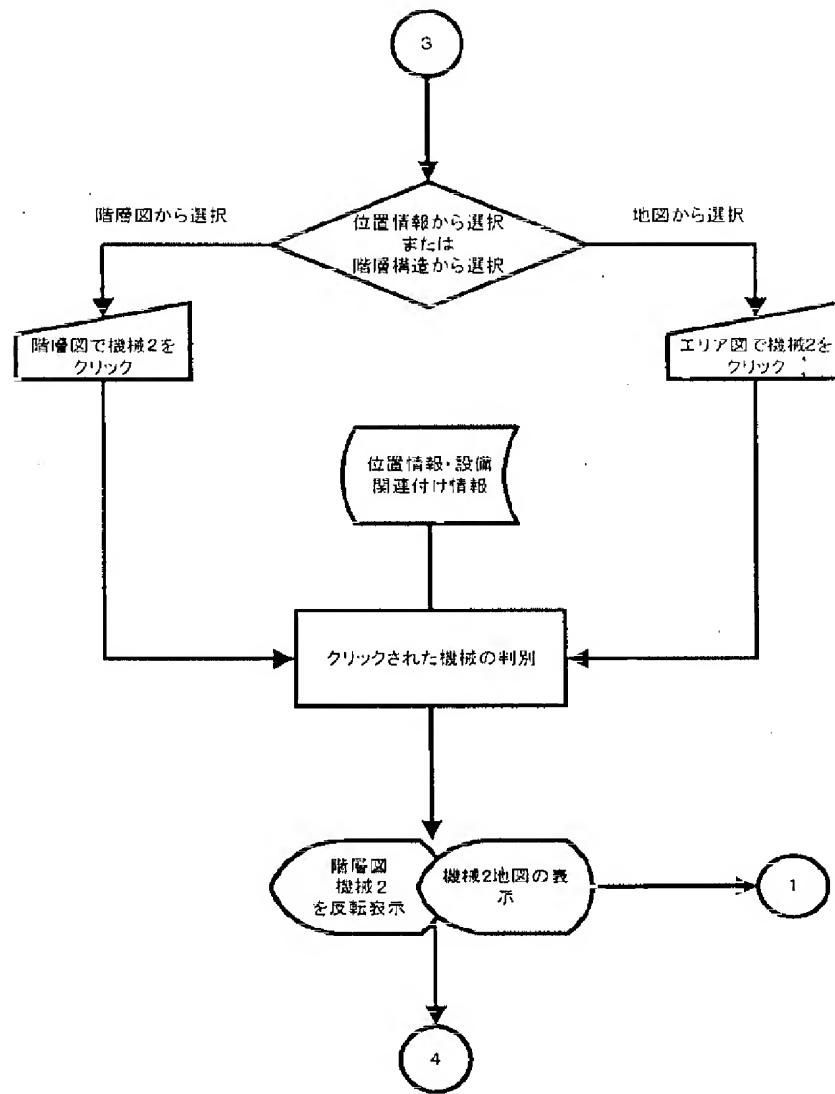 3
階層図から選択
位置情報から選択
または
階層構造から選択
地図から選択
階層図で機械2を
クリック
エリア図で機械2を
クリック
位置情報・設備
関連付け情報
クリックされた機械の判別
階層図
機械2
を反転表示
機械2地図の表
示
1
4